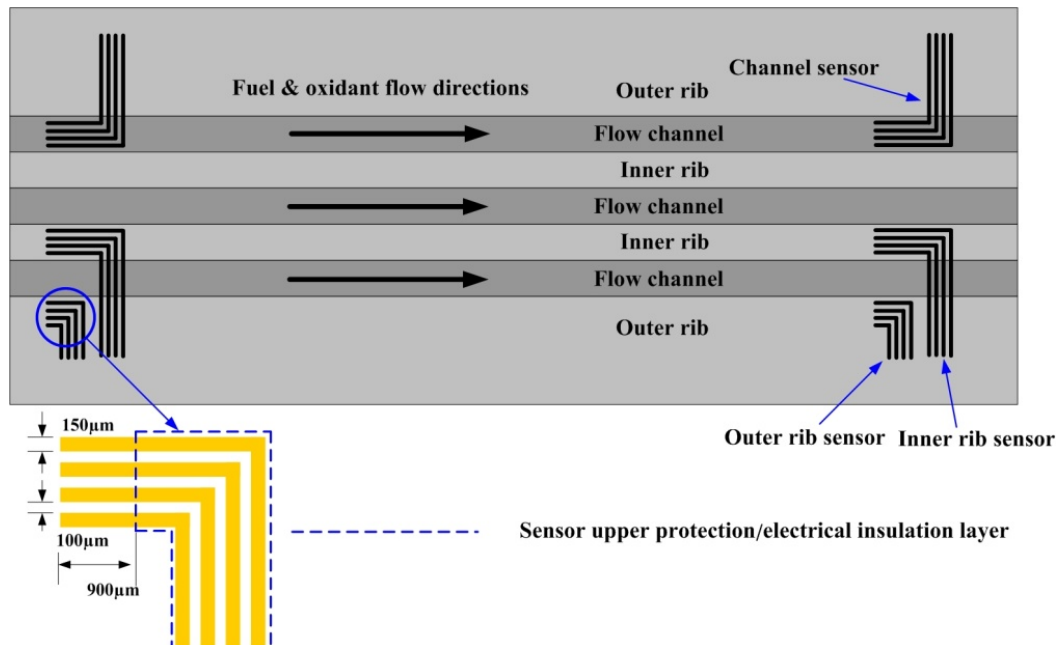 Channel sensor
Fuel & oxidant flow directions
Outer rib
Flow channel
Inner rib
Flow channel
Inner rib
Flow channel
Outer rib
150µm
Outer rib sensor
Inner rib sensor
Sensor upper protection/electrical insulation layer
100µm
900µm